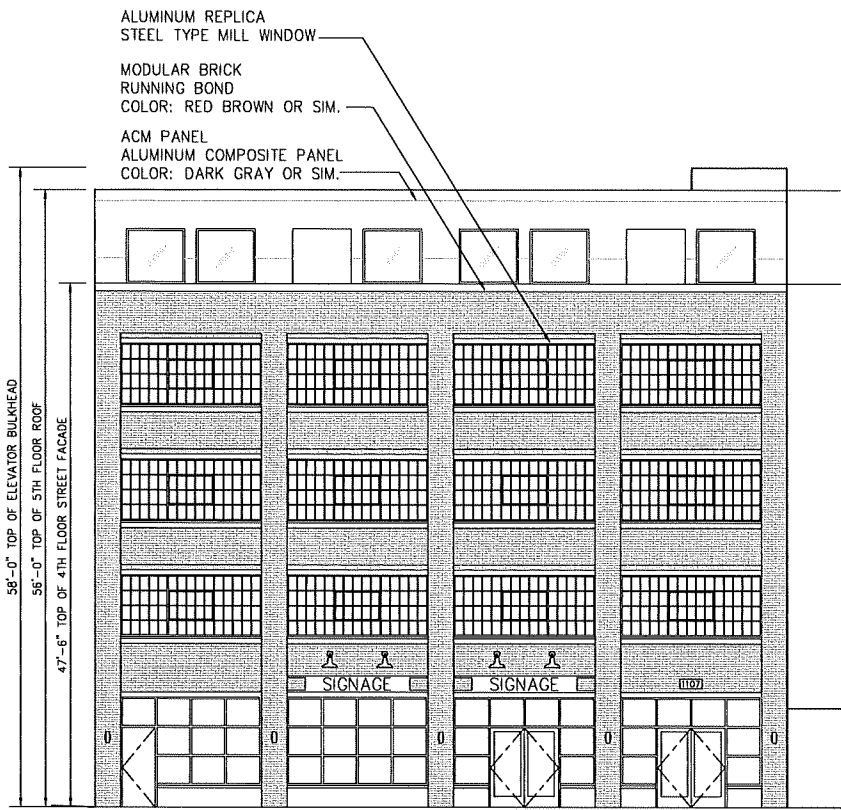 ALUMINUM REPLICA
STEEL TYPE MILL WINDOW
MODULAR BRICK
RUNNING BOND
COLOR: RED BROWN OR SIM.
ACM PANEL
ALUMINUM COMPOSITE PANEL
COLOR: DARK GRAY OR SIM.
58'-0" TOP OF ELEVATOR BULKHEAD
56'-0" TOP OF 5TH FLOOR ROOF
47'-6" TOP OF 4TH FLOOR STREET FACADE
SIGNAGE
SIGNAGE
1107